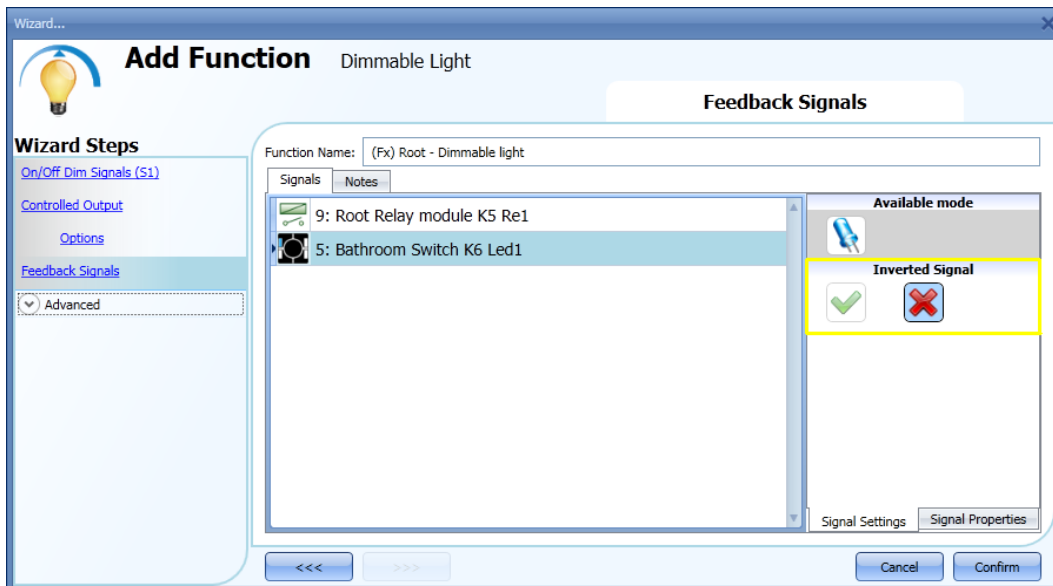 Wizard...
Add Function Dimmable Light
Feedback Signals
Wizard Steps
On/Off Dim Signals (S1)
Controlled Output
Options
Feedback Signals
Advanced
Function Name: (Fx) Root - Dimmable light
Signals Notes
9: Root Relay module K5 Re1
5: Bathroom Switch K6 Led1
Available mode
Inverted Signal
Signal Settings Signal Properties
<<< >>> Cancel Confirm